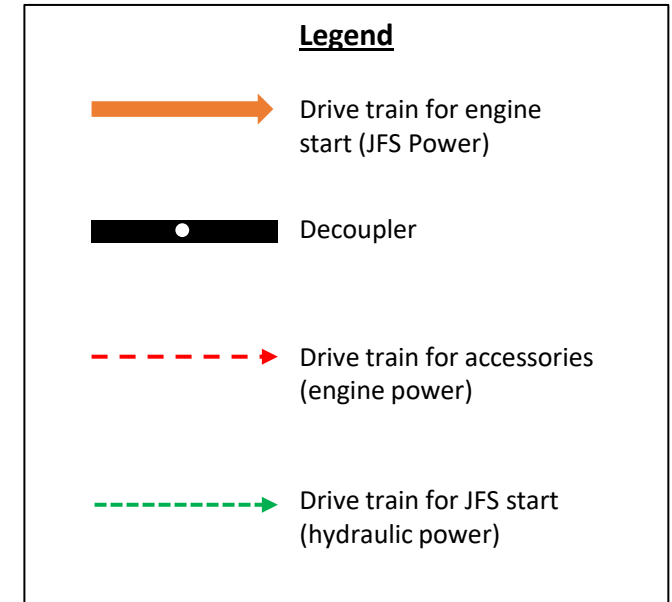 Legend
Drive train for engine
start (JFS Power)
Decoupler
Drive train for accessories
(engine power)
Drive train for JFS start
(hydraulic power)